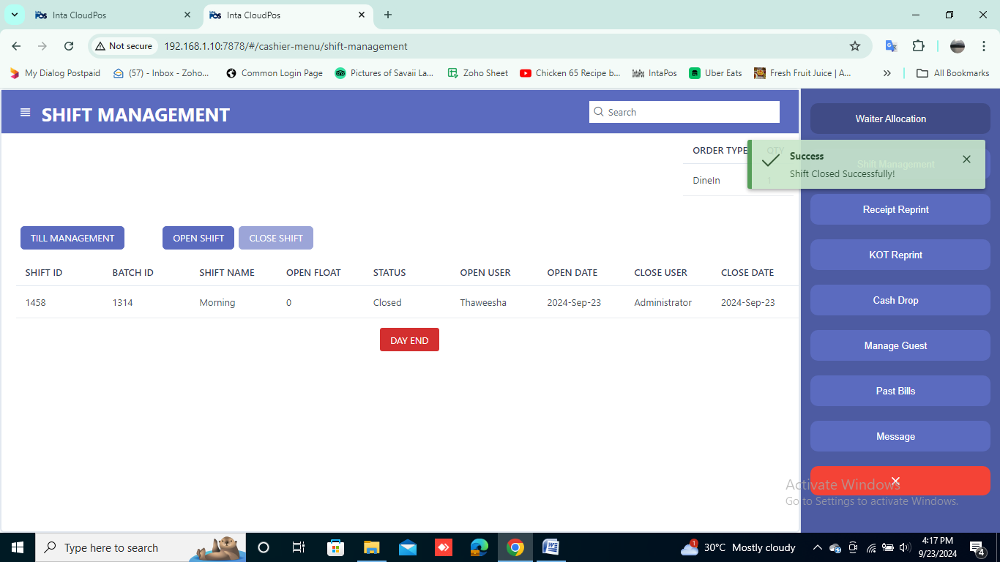 Inta CloudPos
Inta CloudPos
Not secure
192.168.1.10:7878/#/cashier-menu/shift-management
My Dialog Postpaid
(57) - Inbox - Zoho...
Common Login Page
Pictures of Savaii La...
Zoho Sheet
Chicken 65 Recipe b...
IntaPos
Uber Eats
Fresh Fruit Juice | A...
All Bookmarks
SHIFT MANAGEMENT
Search
ORDER TYPE QTY
DineIn 1
Success
Shift Closed Successfully!
TILL MANAGEMENT OPEN SHIFT CLOSE SHIFT
SHIFT ID BATCH ID SHIFT NAME OPEN FLOAT STATUS OPEN USER OPEN DATE CLOSE USER CLOSE DATE
1458 1314 Morning 0 Closed Thaweesha 2024-Sep-23 Administrator 2024-Sep-23
DAY END
Waiter Allocation
Shift Management
Receipt Reprint
KOT Reprint
Cash Drop
Manage Guest
Past Bills
Message
Activate Windows
Go to Settings to activate Windows.
Type here to search
1
30°C Mostly cloudy
4:17 PM
9/23/2024
4